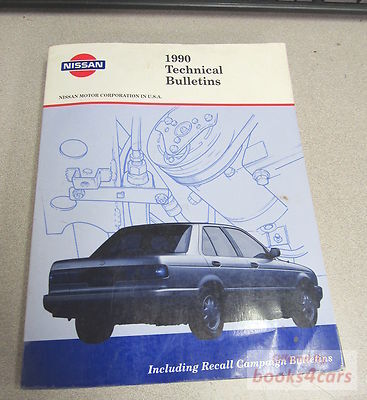 NISSAN
NISSAN MOTOR CORPORATION IN U.S.A.
1990
Technical
Bulletins
Including Recall Campaign Bulletins
books4cars